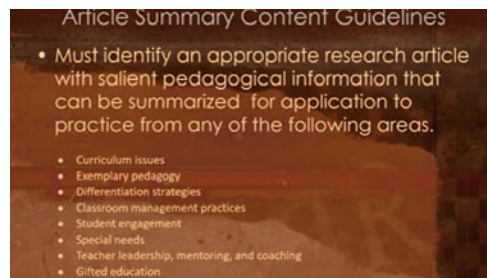 Article Summary Content Guidelines
• Must identify an appropriate research article
with salient pedagogical information that
can be summarized for application to
practice from any of the following areas.
• Curriculum issues
• Exemplary pedagogy
• Differentiation strategies
• Classroom management practices
• Student engagement
• Special needs
• Teacher leadership, mentoring, and coaching
• Gifted education